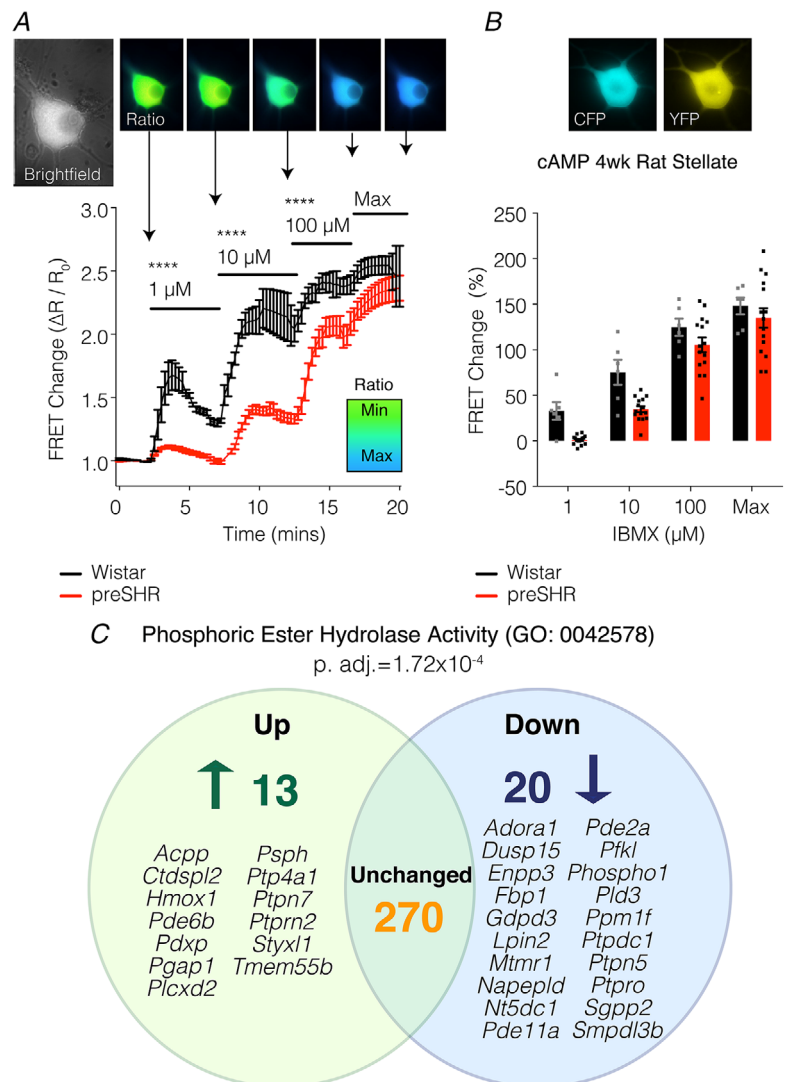 A
Ratio
Brightfield
3.0
2.5
2.0
1.5
1.0
FRET Change (ΔR / R0)
****
1 µM
****
10 µM
****
100 µM
Max
Ratio
Min
Max
0
5
10
15
20
Time (mins)
Wistar
preSHR
B
CFP
YFP
cAMP 4wk Rat Stellate
250
200
150
100
50
0
-50
FRET Change (%)
1
10
100
Max
IBMX (µM)
Wistar
preSHR
C Phosphoric Ester Hydrolase Activity (GO: 0042578)
p. adj.=1.72x10-4
Up
13
Acpp Psph
Ctdspl2 Ptp4a1
Hmox1 Ptpn7
Pde6b Ptprn2
Pdxp Styxl1
Pgap1 Tmem55b
Plcxd2
Unchanged
270
Down
20
Adora1 Pde2a
Dusp15 Pfkl
Enpp3 Phospho1
Fbp1 Pld3
Gdpd3 Ppm1f
Lpin2 Ptpdc1
Mtmr1 Ptpn5
Napepld Ptpro
Nt5dc1 Sgpp2
Pde11a Smpdl3b